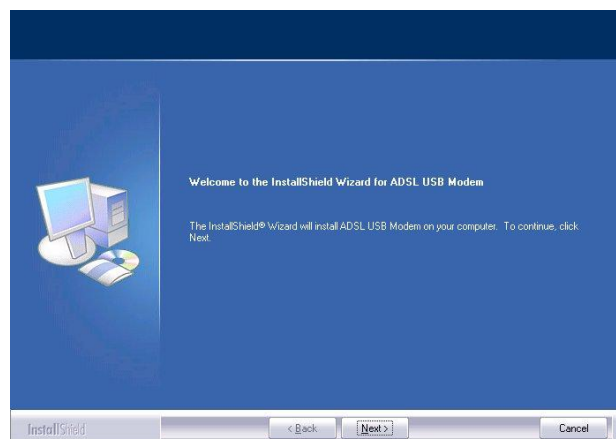 Welcome to the InstallShield Wizard for ADSL USB Modem
The InstallShield® Wizard will install ADSL USB Modem on your computer. To continue, click
Next.
InstallShield
< Back
Next >
Cancel